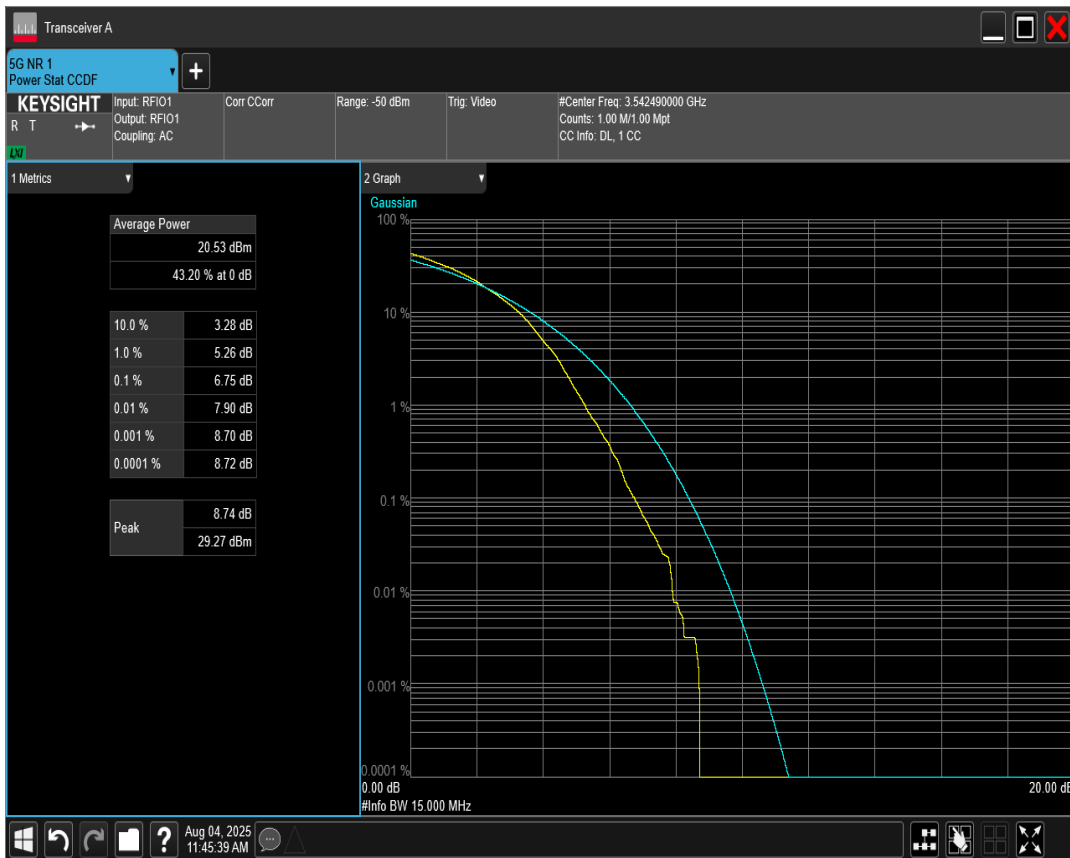 Transceiver A
5G NR 1
Power Stat CCDF
KEYSIGHT
R T
LXI
Input: RFIO1
Output: RFIO1
Coupling: AC
Corr CCorr
Range: -50 dBm
Trig: Video
#Center Freq: 3.542490000 GHz
Counts: 1.00 M/1.00 Mpt
CC Info: DL, 1 CC
1 Metrics
Average Power
20.53 dBm
43.20 % at 0 dB
10.0 % 3.28 dB
1.0 % 5.26 dB
0.1 % 6.75 dB
0.01 % 7.90 dB
0.001 % 8.70 dB
0.0001 % 8.72 dB
Peak
8.74 dB
29.27 dBm
2 Graph
Gaussian
100 %
10 %
1 %
0.1 %
0.01 %
0.001 %
0.0001 %
0.00 dB 20.00 dB
#Info BW 15.000 MHz
?
Aug 04, 2025
11:45:39 AM